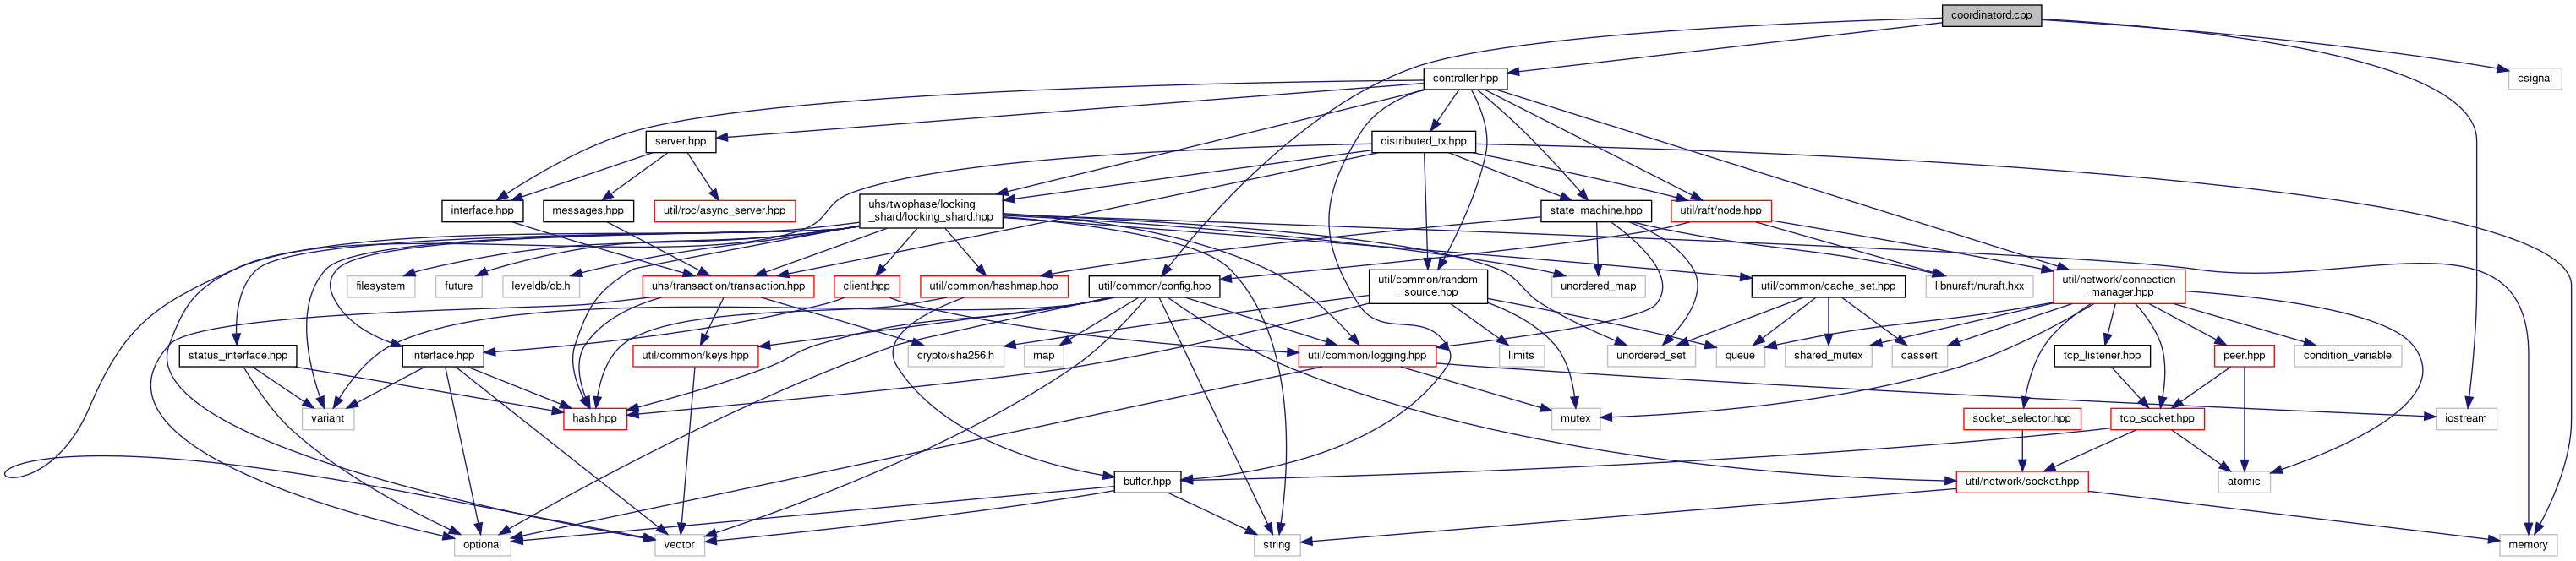 coordinatord.cpp
controller.hpp
csignal
server.hpp
distributed_tx.hpp
interface.hpp
messages.hpp
util/rpc/async_server.hpp
uhs/twophase/locking
_shard/locking_shard.hpp
state_machine.hpp
util/raft/node.hpp
filesystem
future
leveldb/db.h
uhs/transaction/transaction.hpp
client.hpp
util/common/hashmap.hpp
util/common/config.hpp
util/common/random
_source.hpp
unordered_map
util/common/cache_set.hpp
libnuraft/nuraft.hxx
util/network/connection
_manager.hpp
status_interface.hpp
interface.hpp
util/common/keys.hpp
crypto/sha256.h
map
util/common/logging.hpp
limits
unordered_set
queue
shared_mutex
cassert
tcp_listener.hpp
peer.hpp
condition_variable
variant
hash.hpp
mutex
socket_selector.hpp
tcp_socket.hpp
iostream
buffer.hpp
util/network/socket.hpp
atomic
optional
vector
string
memory